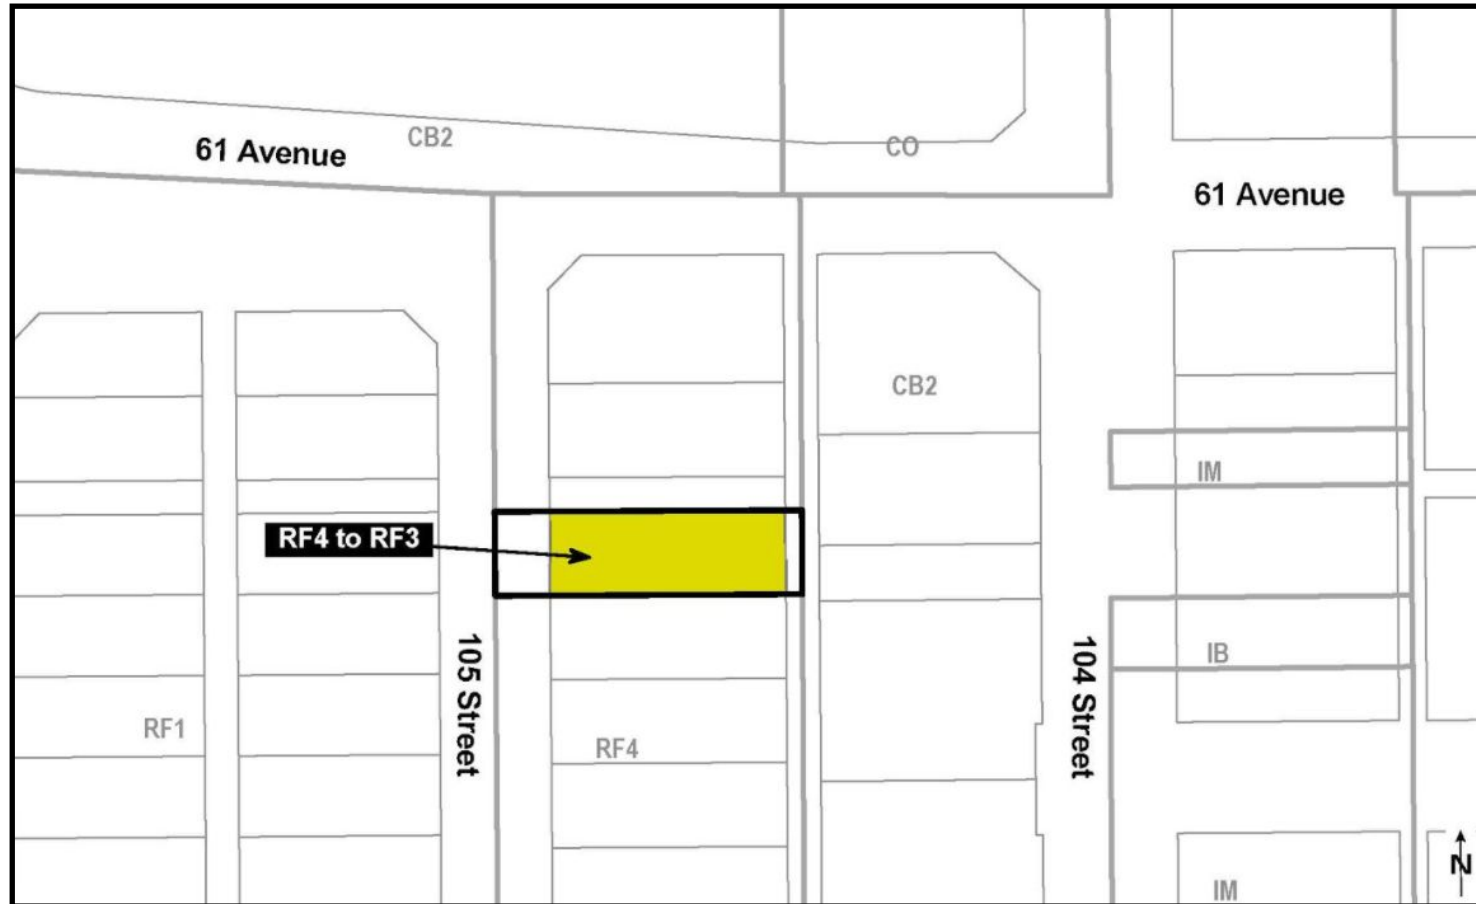 CB2
61 Avenue
CO
61 Avenue
CB2
IM
RF4 to RF3
105 Street
104 Street
IB
RF1
RF4
IM
N